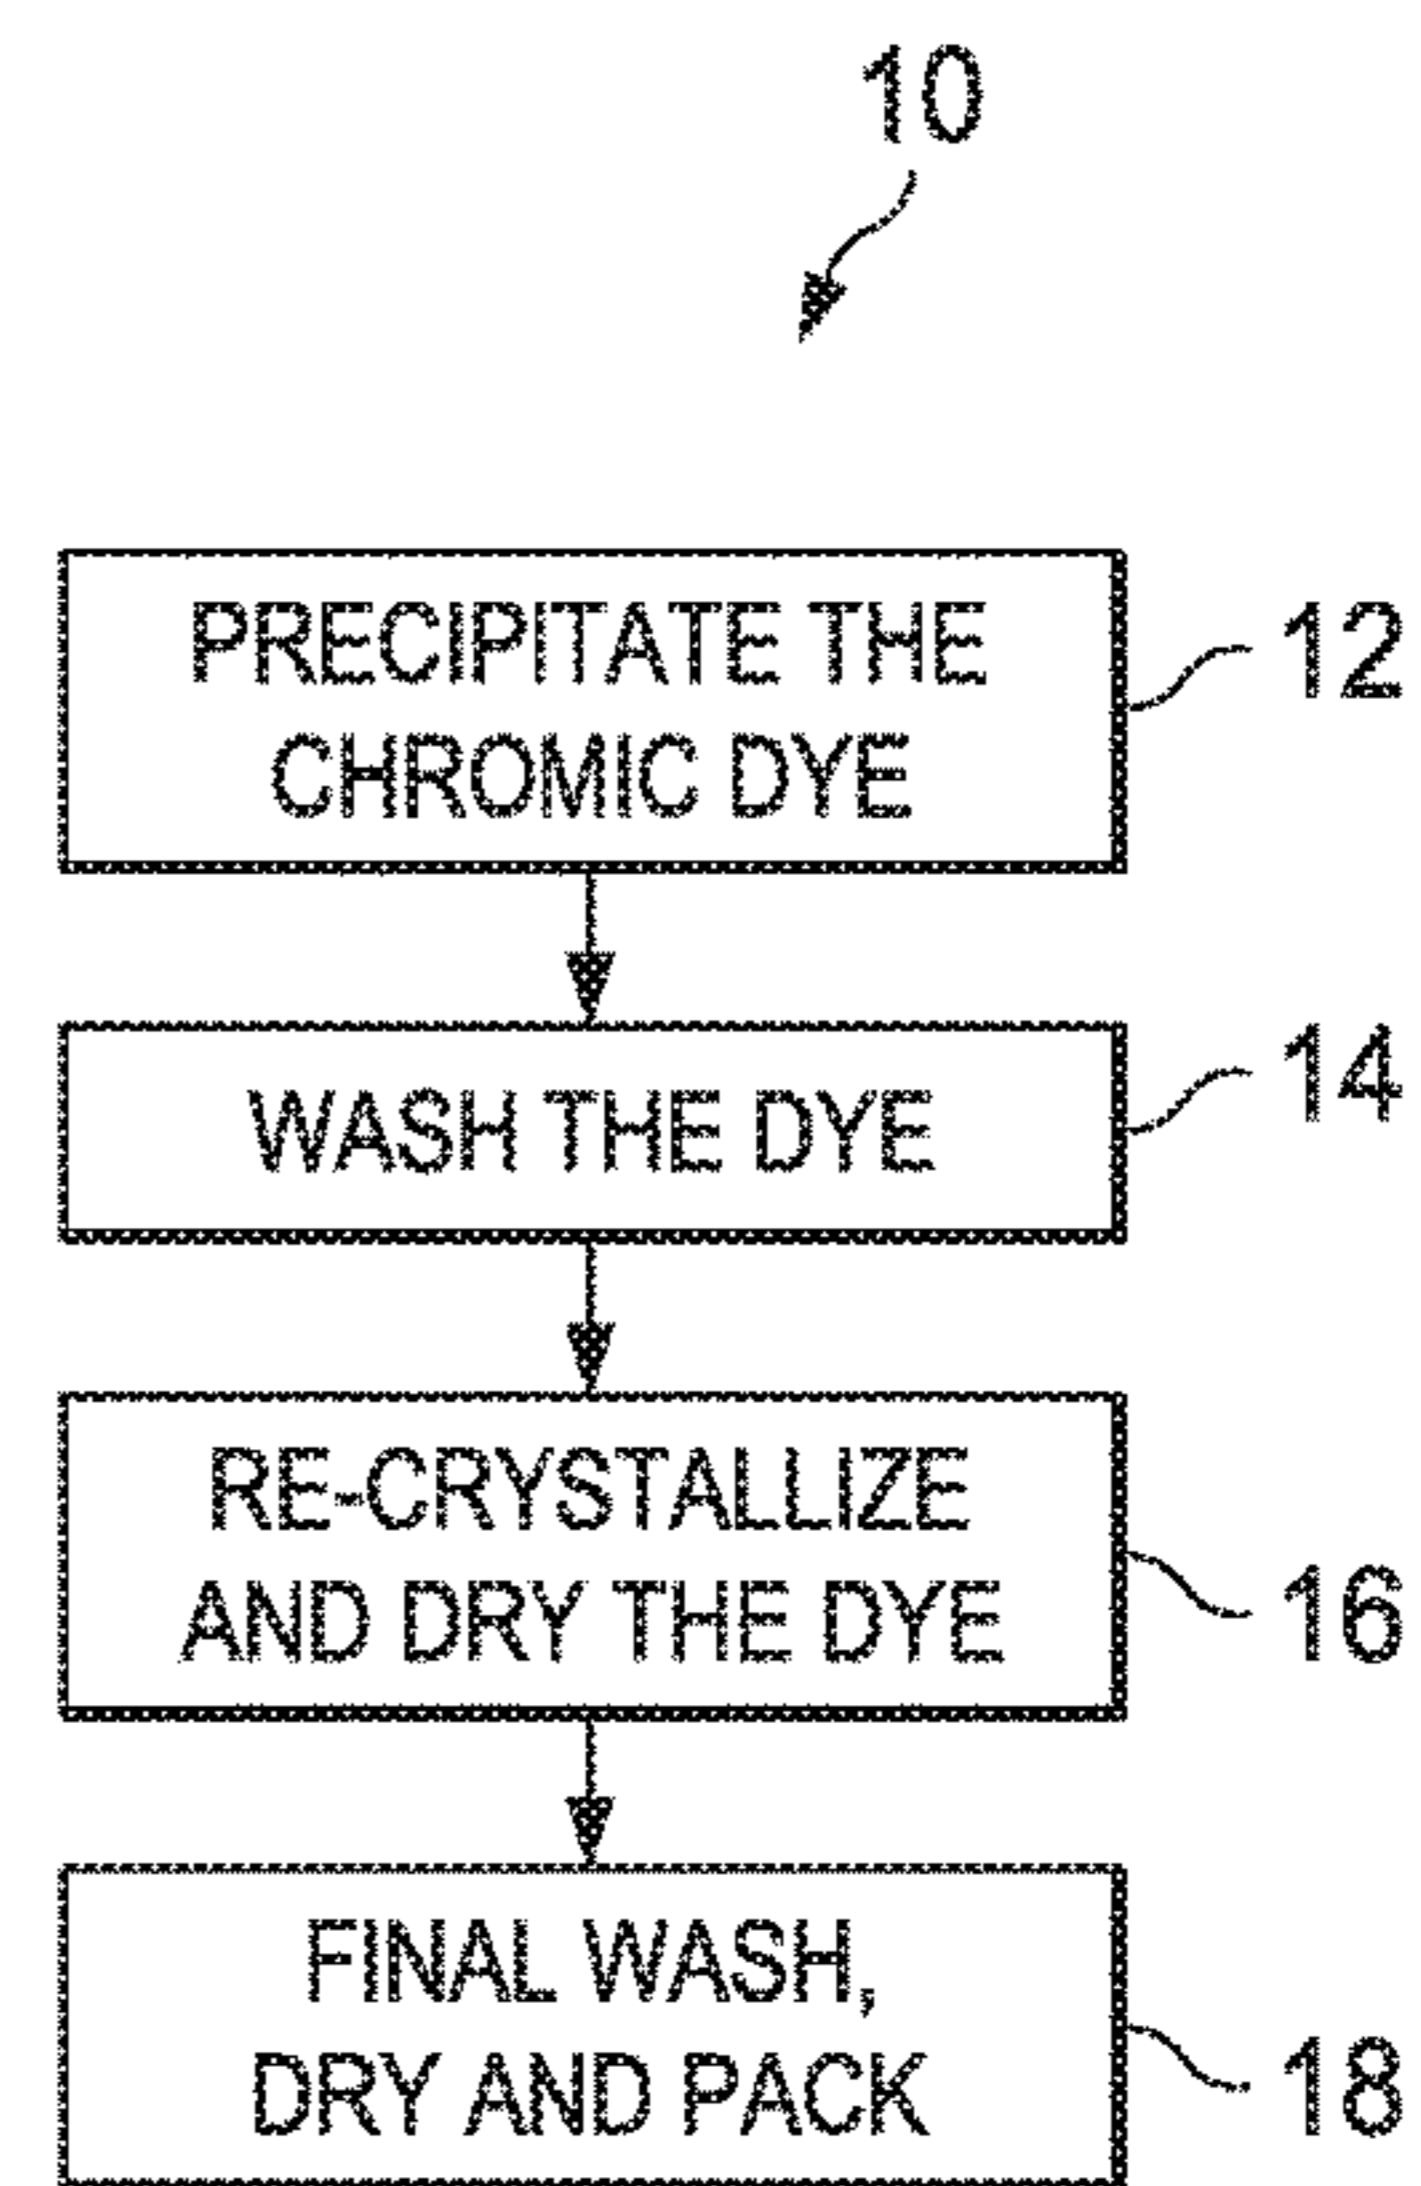 10
PRECIPITATE THE
CHROMIC DYE
12
WASH THE DYE
14
RE-CRYSTALLIZE
AND DRY THE DYE
16
FINAL WASH,
DRY AND PACK
18